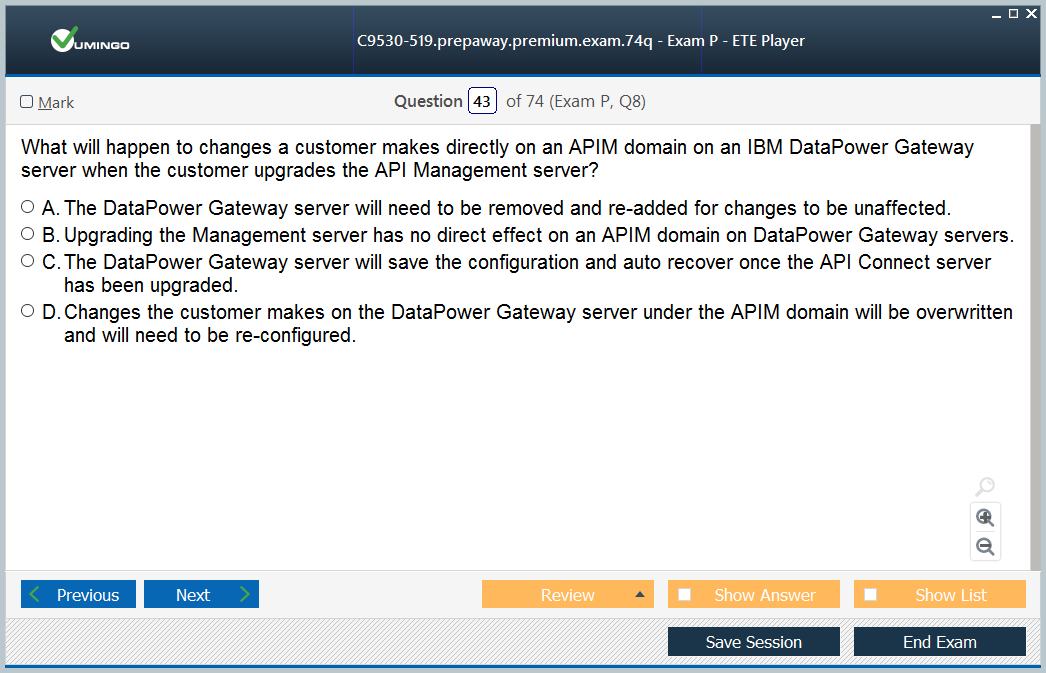 VUMINGO
C9530-519.prepaway.premium.exam.74q - Exam P - ETE Player
Mark
Question 43 of 74 (Exam P, Q8)
What will happen to changes a customer makes directly on an APIM domain on an IBM DataPower Gateway
server when the customer upgrades the API Management server?
A. The DataPower Gateway server will need to be removed and re-added for changes to be unaffected.
B. Upgrading the Management server has no direct effect on an APIM domain on DataPower Gateway servers.
C. The DataPower Gateway server will save the configuration and auto recover once the API Connect server
has been upgraded.
D. Changes the customer makes on the DataPower Gateway server under the APIM domain will be overwritten
and will need to be re-configured.
Previous
Next
Review
Show Answer
Show List
Save Session
End Exam